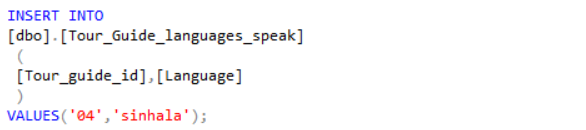 INSERT INTO
[dbo].[Tour_Guide_languages_speak]
(
[Tour_guide_id],[Language]
)
VALUES('04','sinhala');